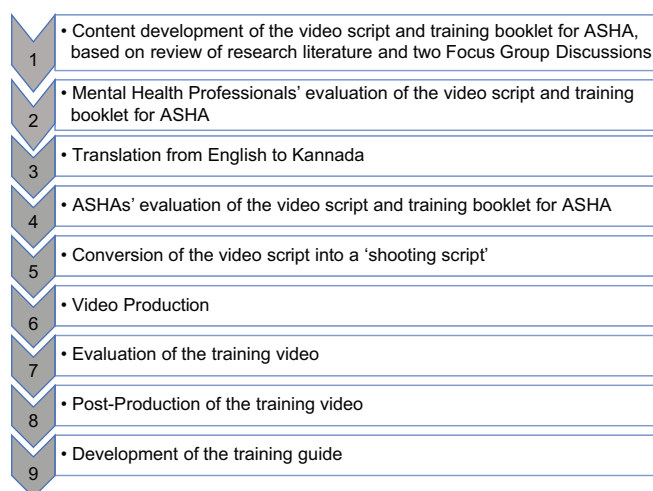 1
• Content development of the video script and training booklet for ASHA,
based on review of research literature and two Focus Group Discussions
2
• Mental Health Professionals’ evaluation of the video script and training
booklet for ASHA
3
• Translation from English to Kannada
4
• ASHAs’ evaluation of the video script and training booklet for ASHA
5
• Conversion of the video script into a ‘shooting script’
6
• Video Production
7
• Evaluation of the training video
8
• Post-Production of the training video
9
• Development of the training guide